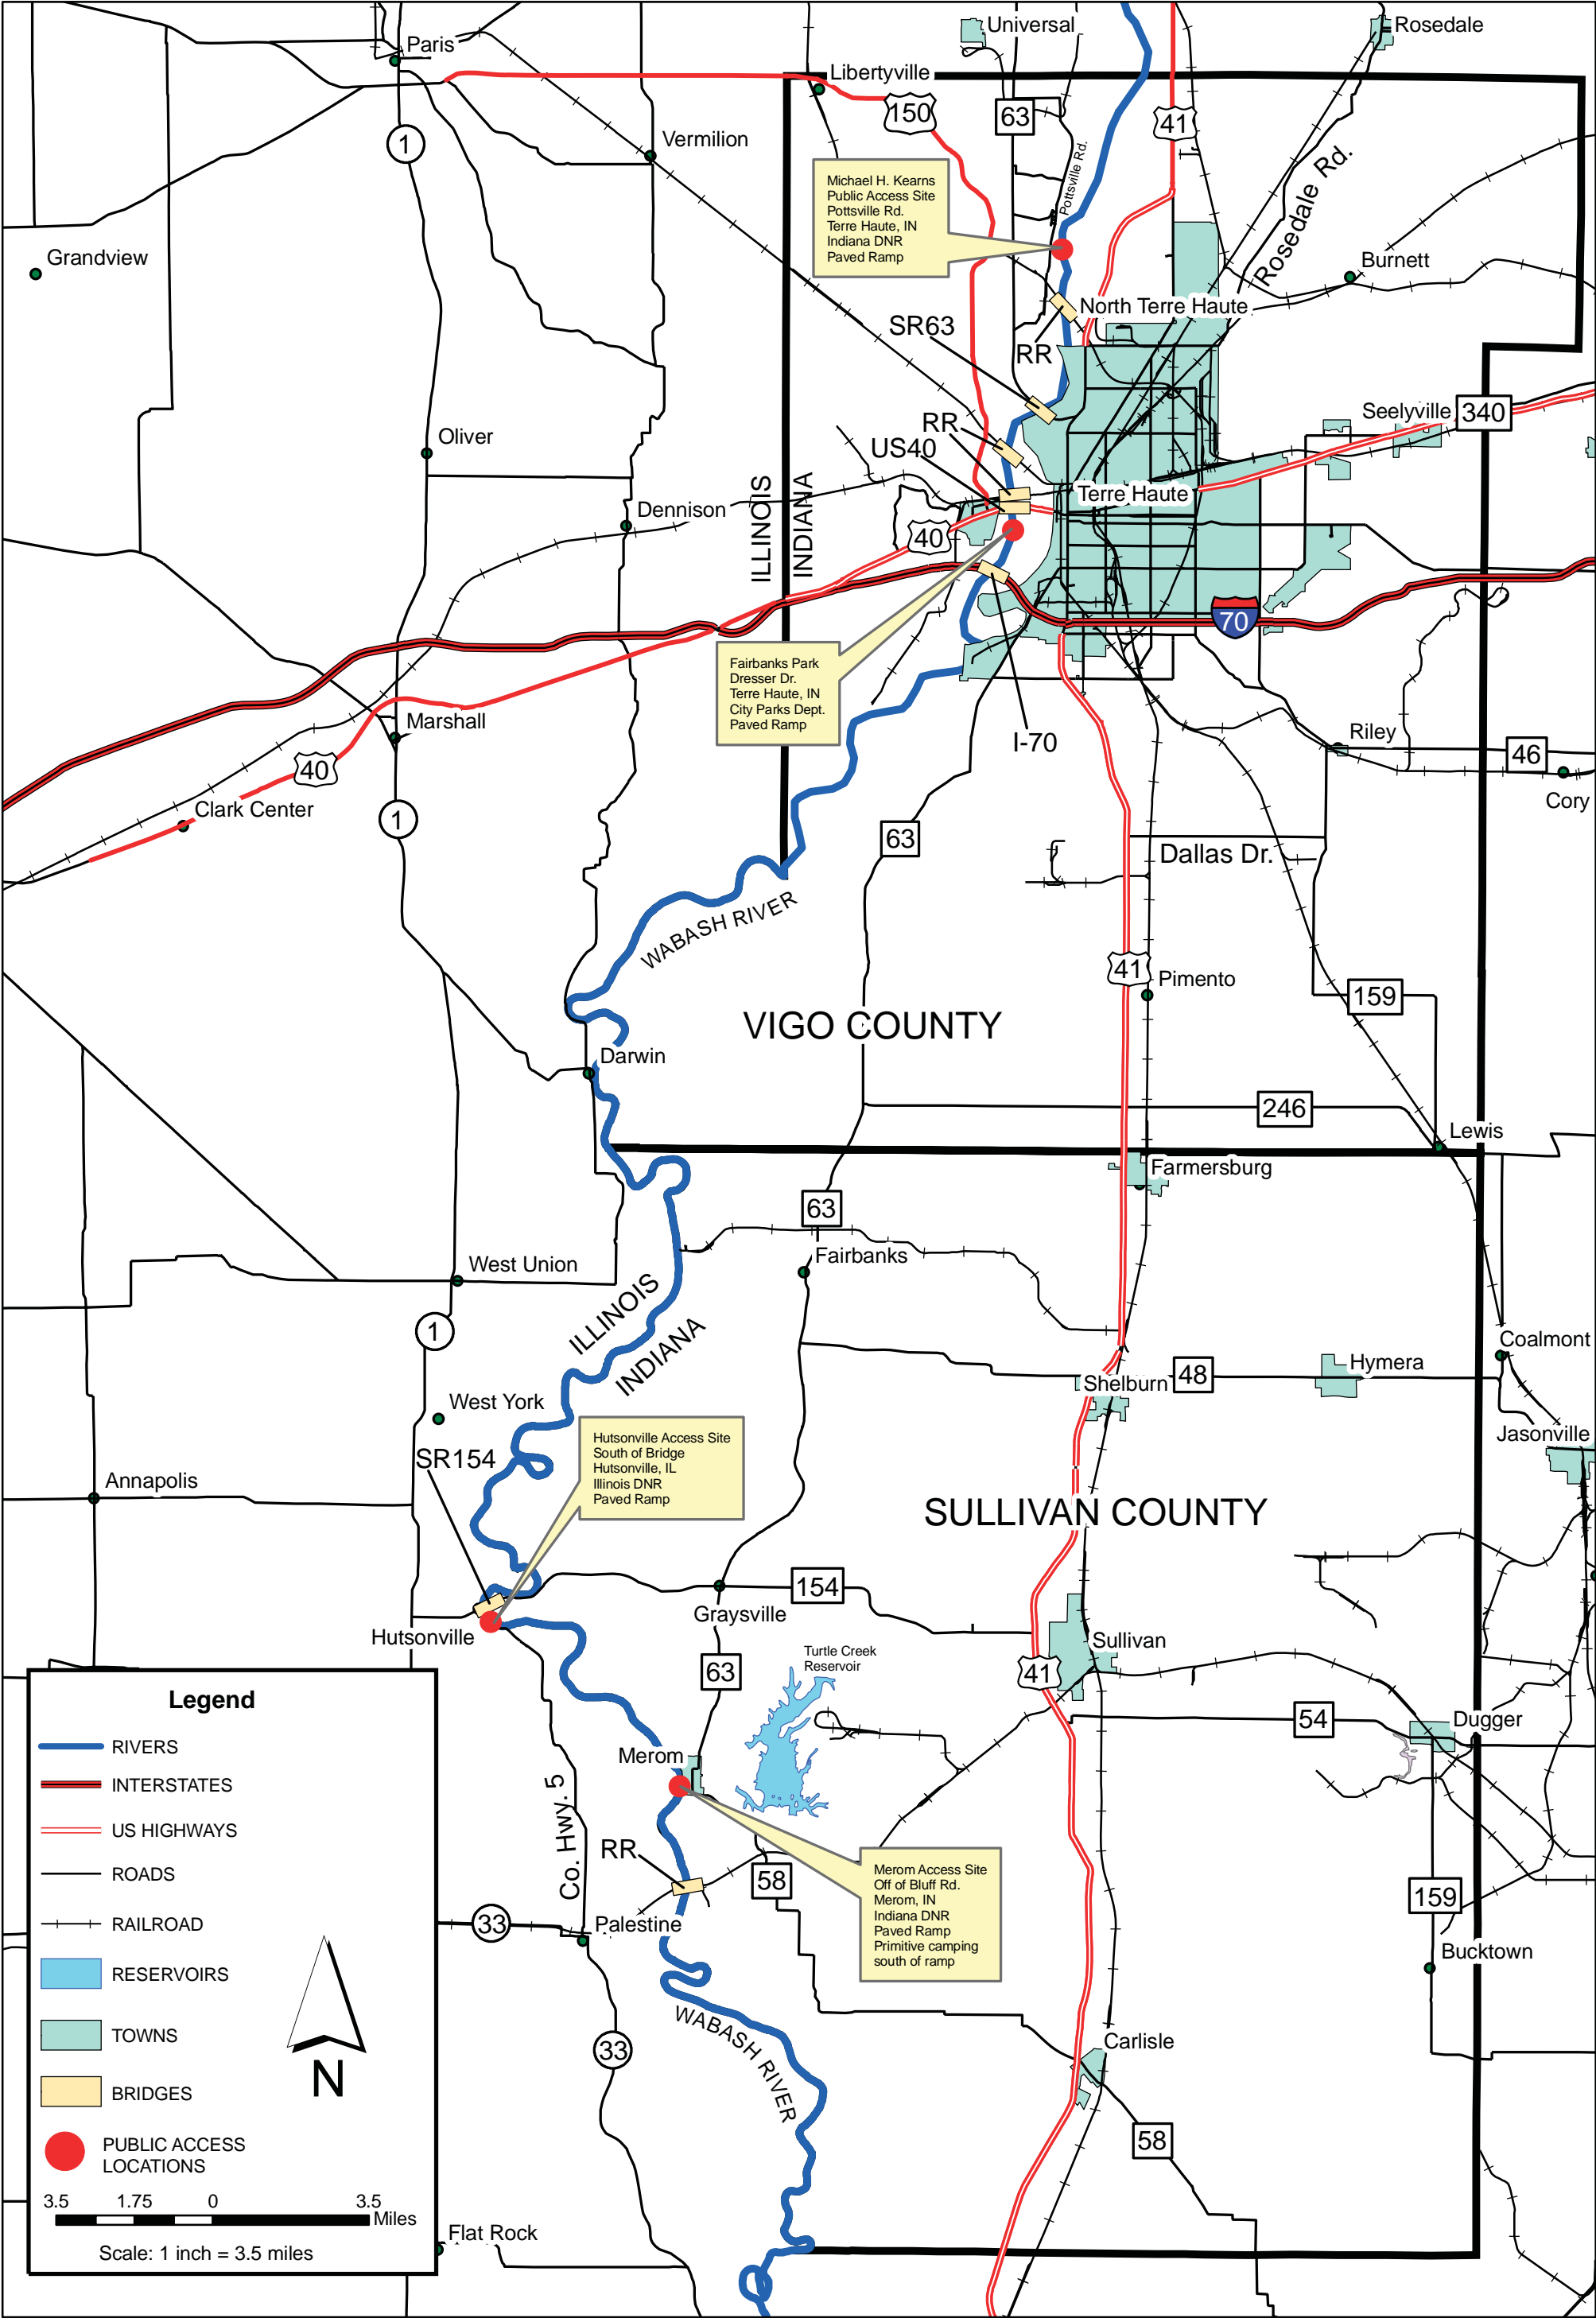 Universal
Rosedale
Paris
Libertyville
150
63
41
1
Vermilion
Pottsville Rd.
Rosedale Rd.
Michael H. Kearns
Public Access Site
Pottsville Rd.
Terre Haute, IN
Indiana DNR
Paved Ramp
Grandview
Burnett
North Terre Haute
SR63
RR
Seelyville
340
RR
US40
Oliver
Terre Haute
Dennison
ILLINOIS
INDIANA
40
70
Fairbanks Park
Dresser Dr.
Terre Haute, IN
City Parks Dept.
Paved Ramp
Marshall
I-70
Riley
46
40
Cory
Clark Center
1
63
Dallas Dr.
WABASH RIVER
41
Pimento
159
VIGO COUNTY
Darwin
246
Lewis
Farmersburg
63
Fairbanks
West Union
ILLINOIS
INDIANA
1
Coalmont
Hymera
48
Shelburn
West York
Jasonville
SR154
Hutsonville Access Site
South of Bridge
Hutsonville, IL
Illinois DNR
Paved Ramp
Annapolis
SULLIVAN COUNTY
154
Graysville
Hutsonville
Sullivan
Turtle Creek
Reservoir
63
41
54
Dugger
Merom
Co. Hwy. 5
RR
58
Merom Access Site
Off of Bluff Rd.
Merom, IN
Indiana DNR
Paved Ramp
Primitive camping
south of ramp
159
33
Palestine
Bucktown
WABASH RIVER
33
Carlisle
58
Flat Rock
Legend
RIVERS
INTERSTATES
US HIGHWAYS
ROADS
RAILROAD
RESERVOIRS
TOWNS
BRIDGES
N
PUBLIC ACCESS
LOCATIONS
3.5 1.75 0 3.5
Miles
Scale: 1 inch = 3.5 miles